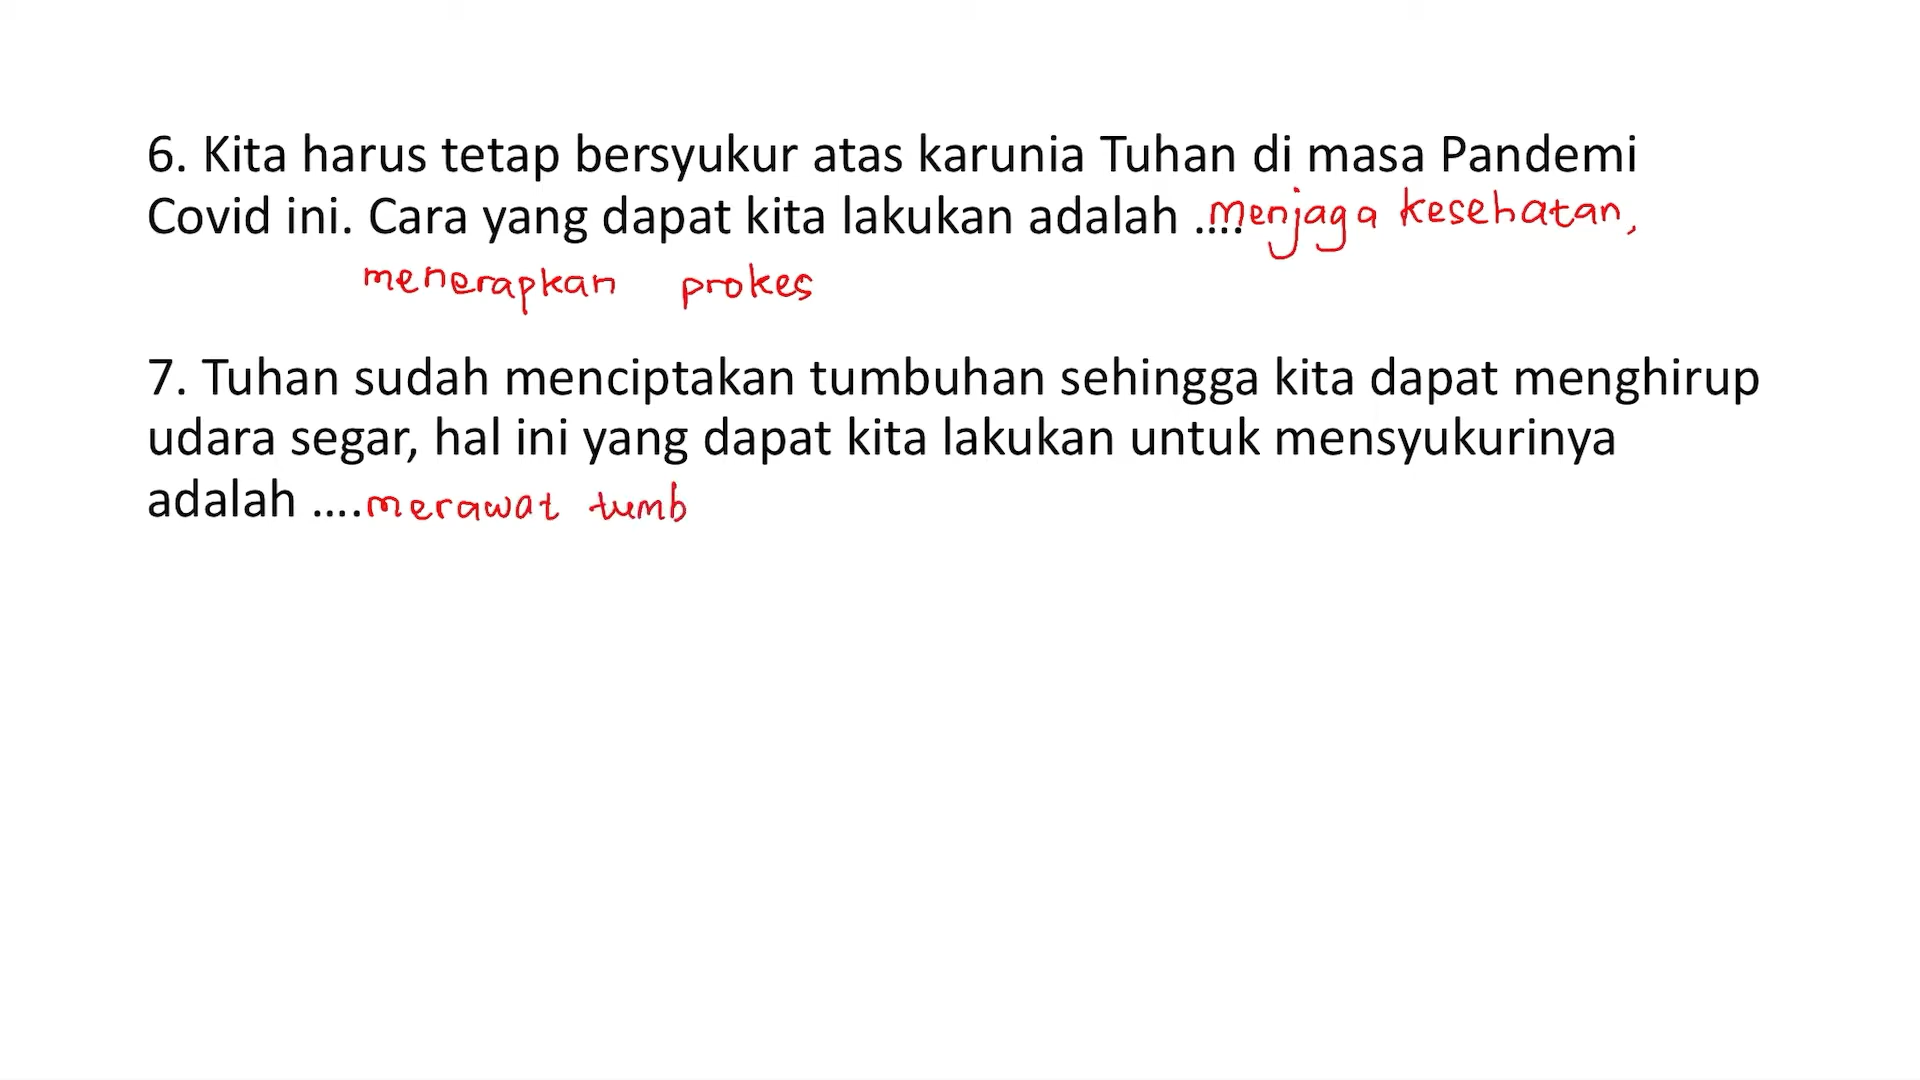 6. Kita harus tetap bersyukur atas karunia Tuhan di masa Pandemi
Covid ini. Cara yang dapat kita lakukan adalah .... menjaga kesehatan,
menerapkan prokes
7. Tuhan sudah menciptakan tumbuhan sehingga kita dapat menghirup
udara segar, hal ini yang dapat kita lakukan untuk mensyukurinya
adalah .... merawat tumb